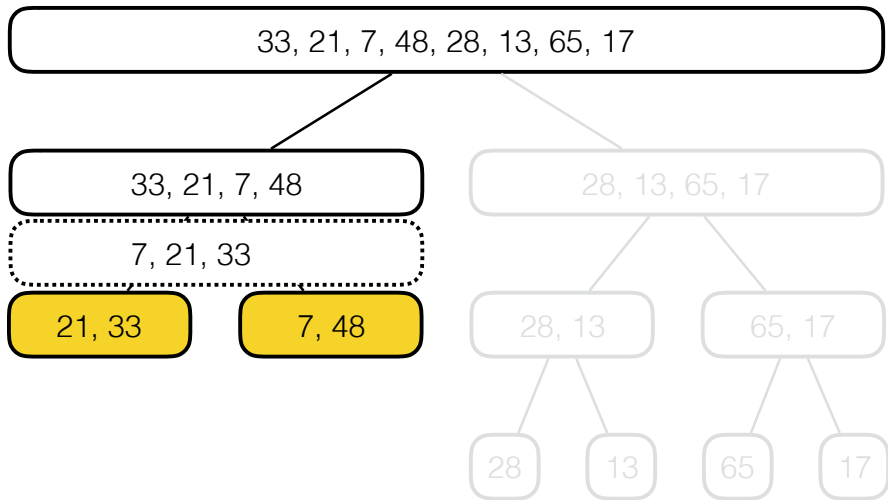 33, 21, 7, 48, 28, 13, 65, 17
33, 21, 7, 48
28, 13, 65, 17
7, 21, 33
21, 33
7, 48
28, 13
65, 17
28
13
65
17